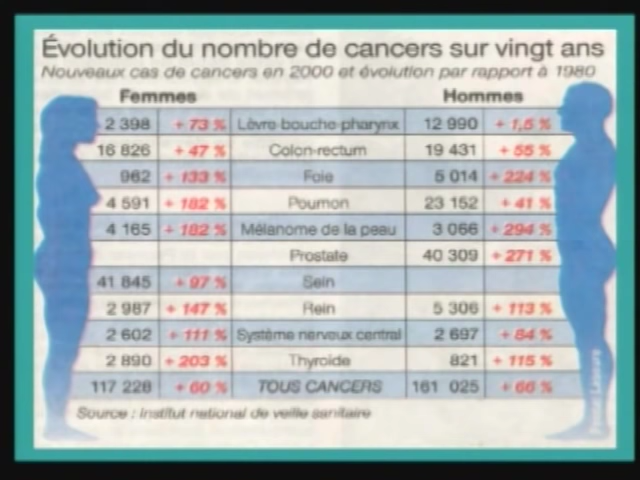 Évolution du nombre de cancers sur vingt ans
Nouveaux cas de cancers en 2000 et évolution par rapport à 1980
Femmes Hommes
2 398 + 73 % Lèvre bouche pharynx 12 990 + 1,5 %
16 826 + 47 % Colon-rectum 19 431 + 55 %
962 + 133 % Foie 5 014 + 224 %
4 591 + 182 % Poumon 23 152 + 41 %
4 165 + 182 % Mélanome de la peau 3 066 + 294 %
Prostate 40 309 + 271 %
41 845 + 97 % Sein
2 987 + 147 % Rein 5 306 + 113 %
2 602 + 111 % Système nerveux central 2 697 + 84 %
2 890 + 203 % Thyroïde 821 + 115 %
117 228 + 60 % TOUS CANCERS 161 025 + 66 %
Source : Institut national de veille sanitaire